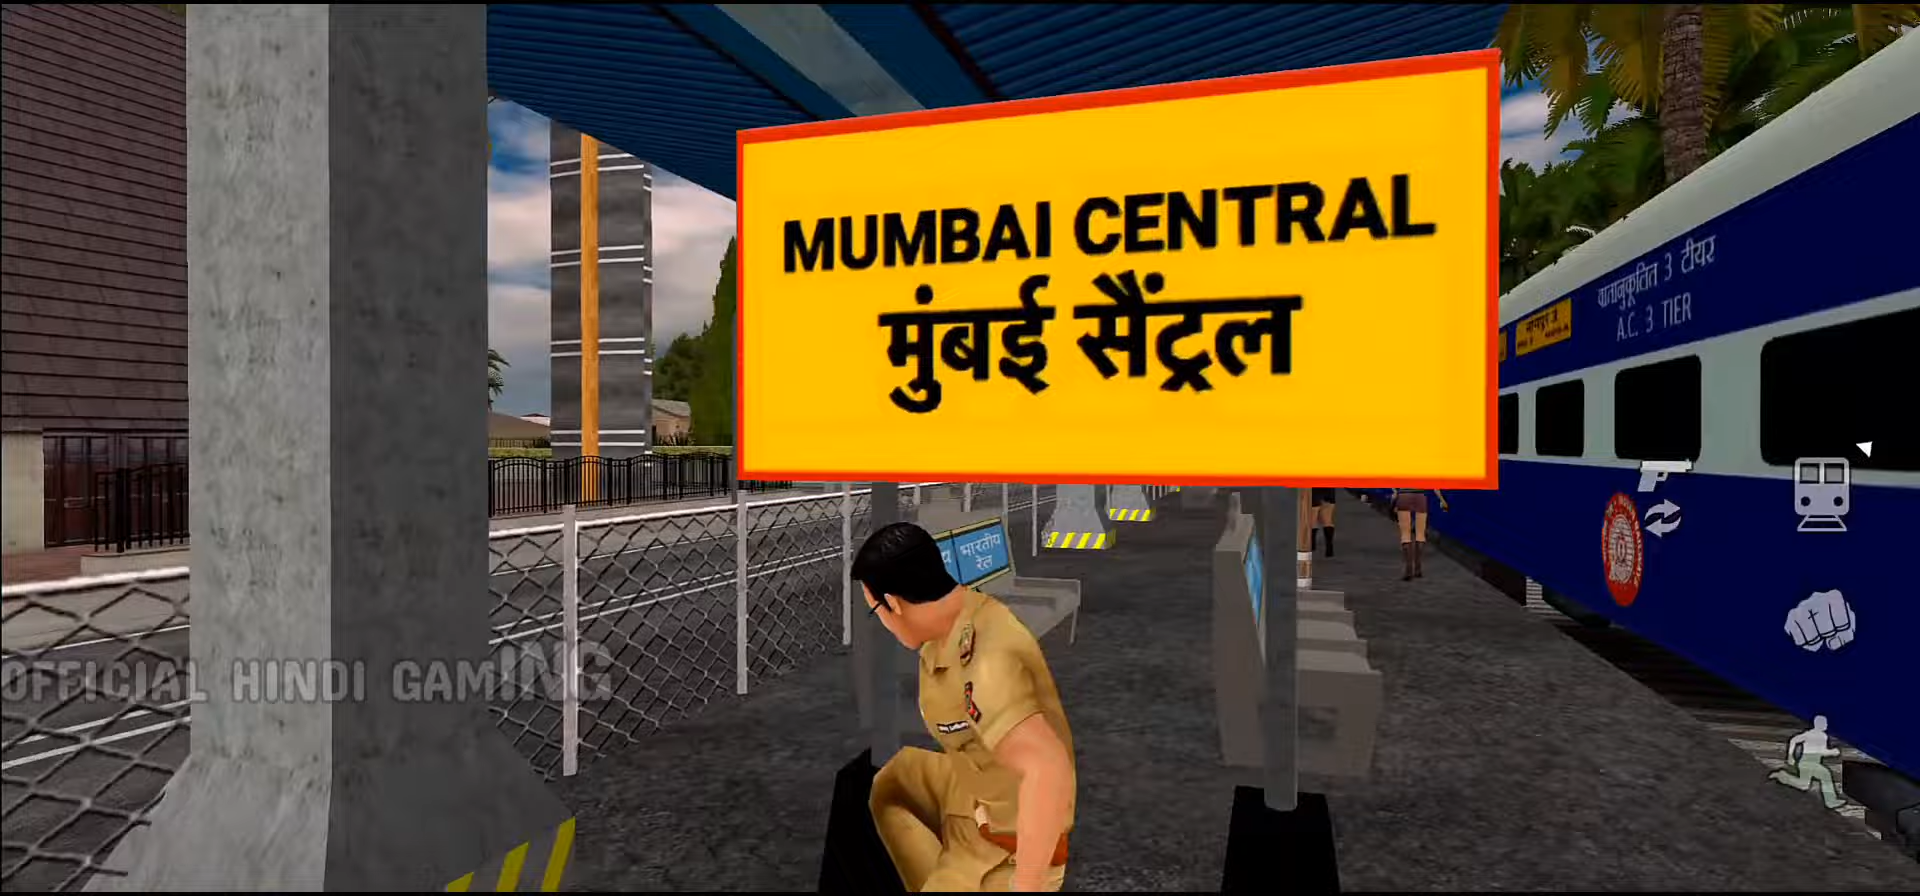 MUMBAI CENTRAL
मुंबई सैंट्रल
वातानुकूलित 3 टीयर
A.C. 3 TIER
भारतीय
रेल
OFFICIAL HINDI GAMING